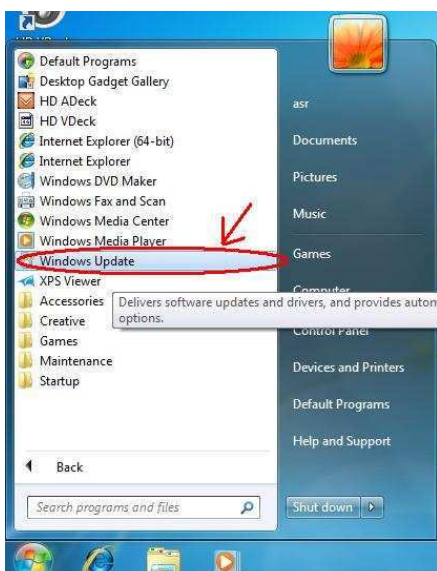 Default Programs
Desktop Gadget Gallery
HD ADeck
HD VDeck
Internet Explorer (64-bit)
Internet Explorer
Windows DVD Maker
Windows Fax and Scan
Windows Media Center
Windows Media Player
Windows Update
XPS Viewer
Accessories
Creative
Games
Maintenance
Startup
Back
Search programs and files
Delivers software updates and drivers, and provides autom
options.
asr
Documents
Pictures
Music
Games
Computer
Control Panel
Devices and Printers
Default Programs
Help and Support
Shut down